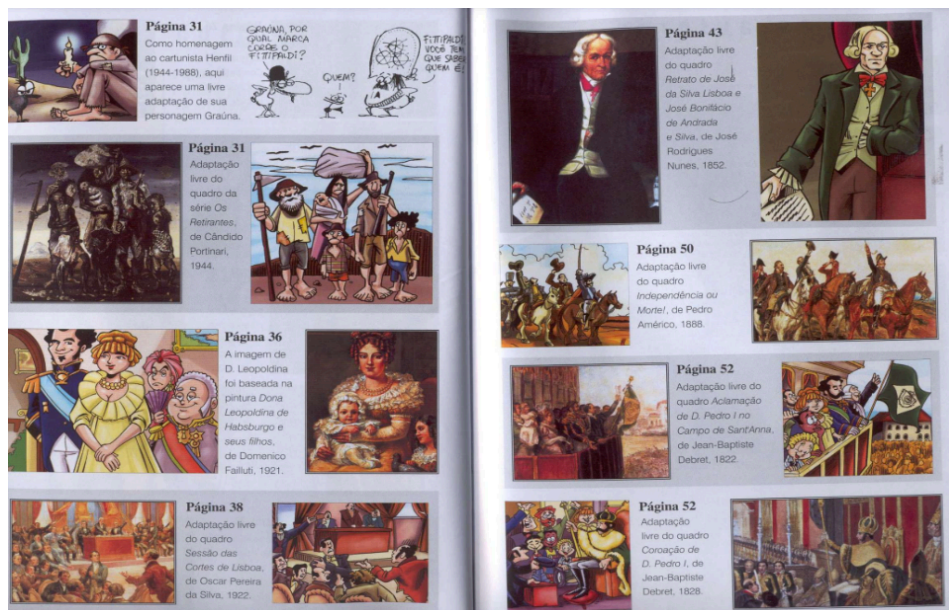 Página 31
Como homenagem
ao cartunista Henfil
(1944-1988), aqui
aparece uma livre
adaptação de sua
personagem Graúna.
GRAÚNA, POR
QUAL MARCA
CORRE O
FITTIPALDI?
QUEM?
FITTIPALDI
VOCÊ TEM
QUE SABER
QUEM É!
Página 31
Adaptação
livre do
quadro da
série Os
Retirantes,
de Cândido
Portinari,
1944.
Página 36
A imagem de
D. Leopoldina
foi baseada na
pintura Dona
Leopoldina de
Habsburgo e
seus filhos,
de Domenico
Failluti, 1921.
Página 38
Adaptação livre
do quadro
Sessão das
Cortes de Lisboa,
de Oscar Pereira
da Silva, 1922.
Página 43
Adaptação livre
do quadro
Retrato de José
da Silva Lisboa e
José Bonifácio
de Andrada
e Silva, de José
Rodrigues
Nunes, 1852.
Página 50
Adaptação livre
do quadro
Independência ou
Morte!, de Pedro
Américo, 1888.
Página 52
Adaptação livre do
quadro Aclamação
de D. Pedro I no
Campo de Sant'Anna,
de Jean-Baptiste
Debret, 1822.
Página 52
Adaptação
livre do quadro
Coroação de
D. Pedro I, de
Jean-Baptiste
Debret, 1828.